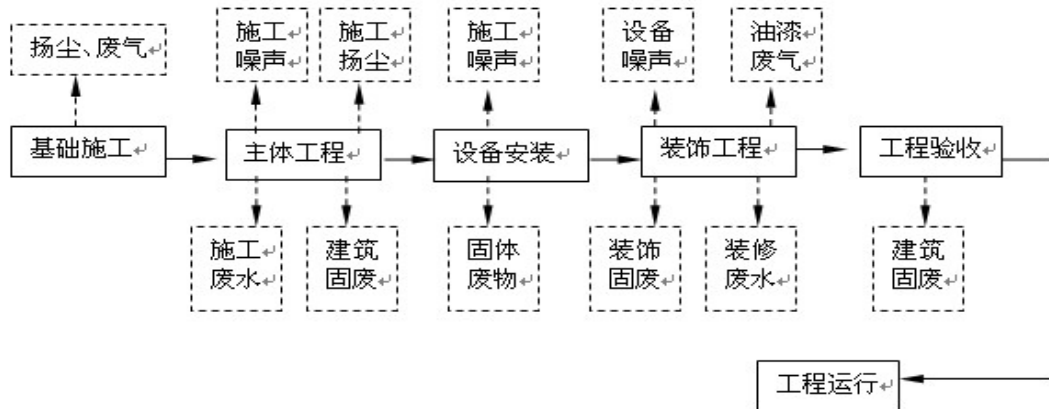 扬尘、废气
施工
噪声
施工
扬尘
施工
噪声
设备
噪声
油漆
废气
基础施工
主体工程
设备安装
装饰工程
工程验收
施工
废水
建筑
固废
固体
废物
装饰
固废
装修
废水
建筑
固废
工程运行